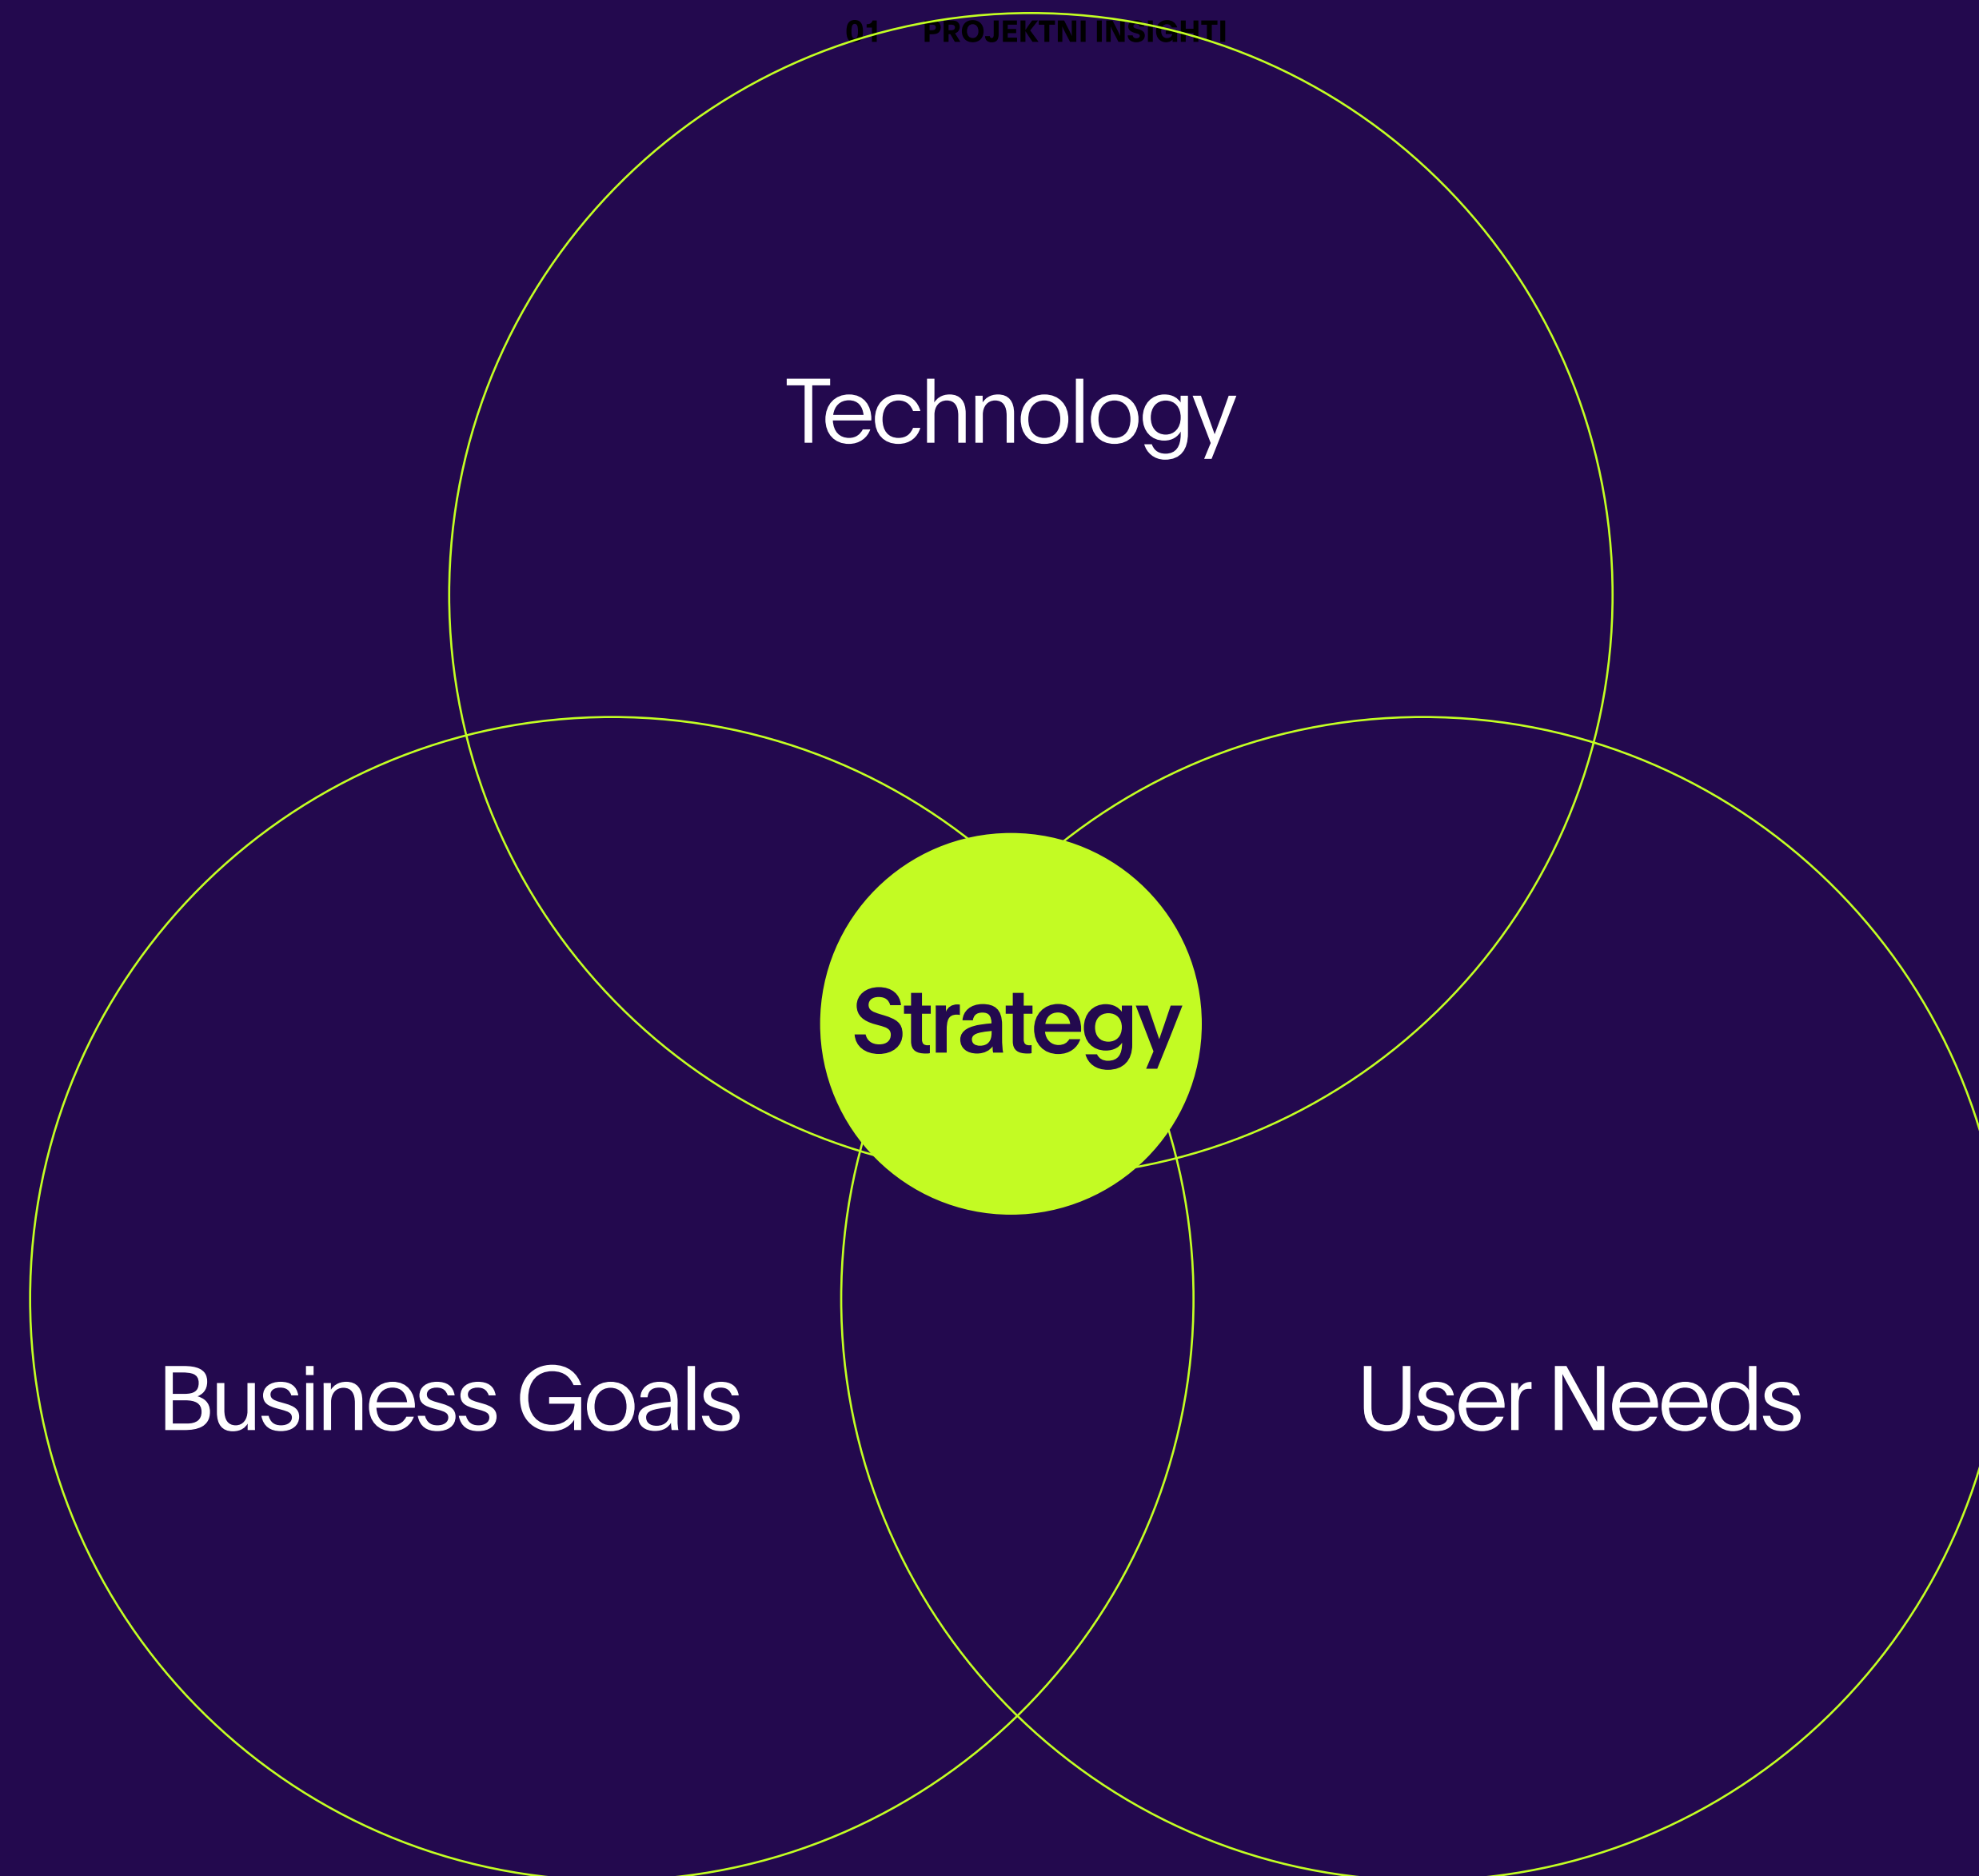 01 PROJEKTNI INSIGHTI
Technology
Strategy
Business Goals
User Needs